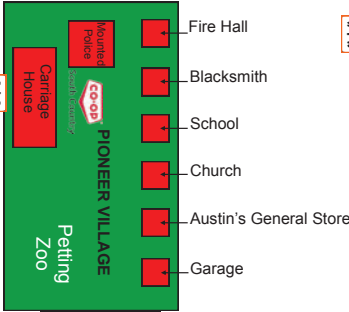 Fire Hall
Blacksmith
School
Church
Austin's General Store
Garage
Mounted
Police
Carriage
House
CO-OP
PIONEER VILLAGE
Petting
Zoo